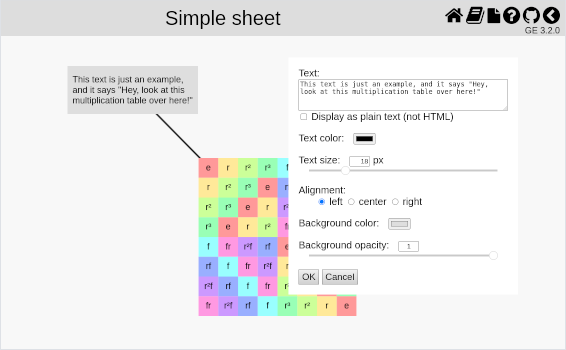 Simple sheet
GE 3.2.0
This text is just an example,
and it says "Hey, look at this
multiplication table over here!"
Text:
This text is just an example, and it says "Hey,
look at this multiplication table over here!"
Display as plain text (not HTML)
Text color:
Text size: 18 px
Alignment:
left center right
Background color:
Background opacity: 1
OK Cancel
e r r² r³
r r² r³ e
r² r³ e r
r³ e r r²
f fr r²f rf
rf f fr r²f
r²f rf f fr
fr r²f rf f r³ r² r e